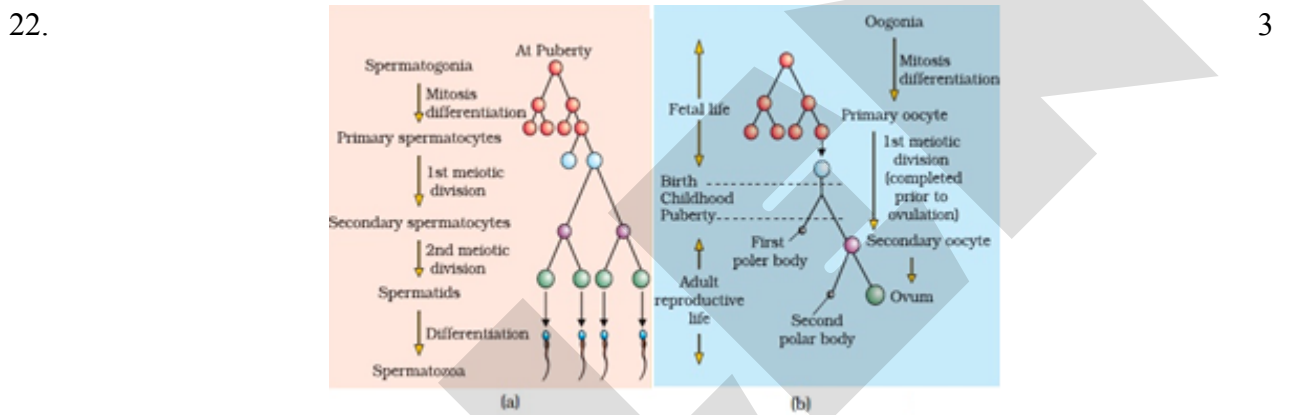 22.
3
At Puberty
Spermatogonia
Mitosis
differentiation
Primary spermatocytes
1st meiotic
division
Secondary spermatocytes
2nd meiotic
division
Spermatids
Differentiation
Spermatozoa
(a)
Oogonia
Mitosis
differentiation
Fetal life
Primary oocyte
1st meiotic
division
(completed
prior to
ovulation)
Birth
Childhood
Puberty
First
poler body
Secondary oocyte
Adult
reproductive
life
Ovum
Second
polar body
(b)